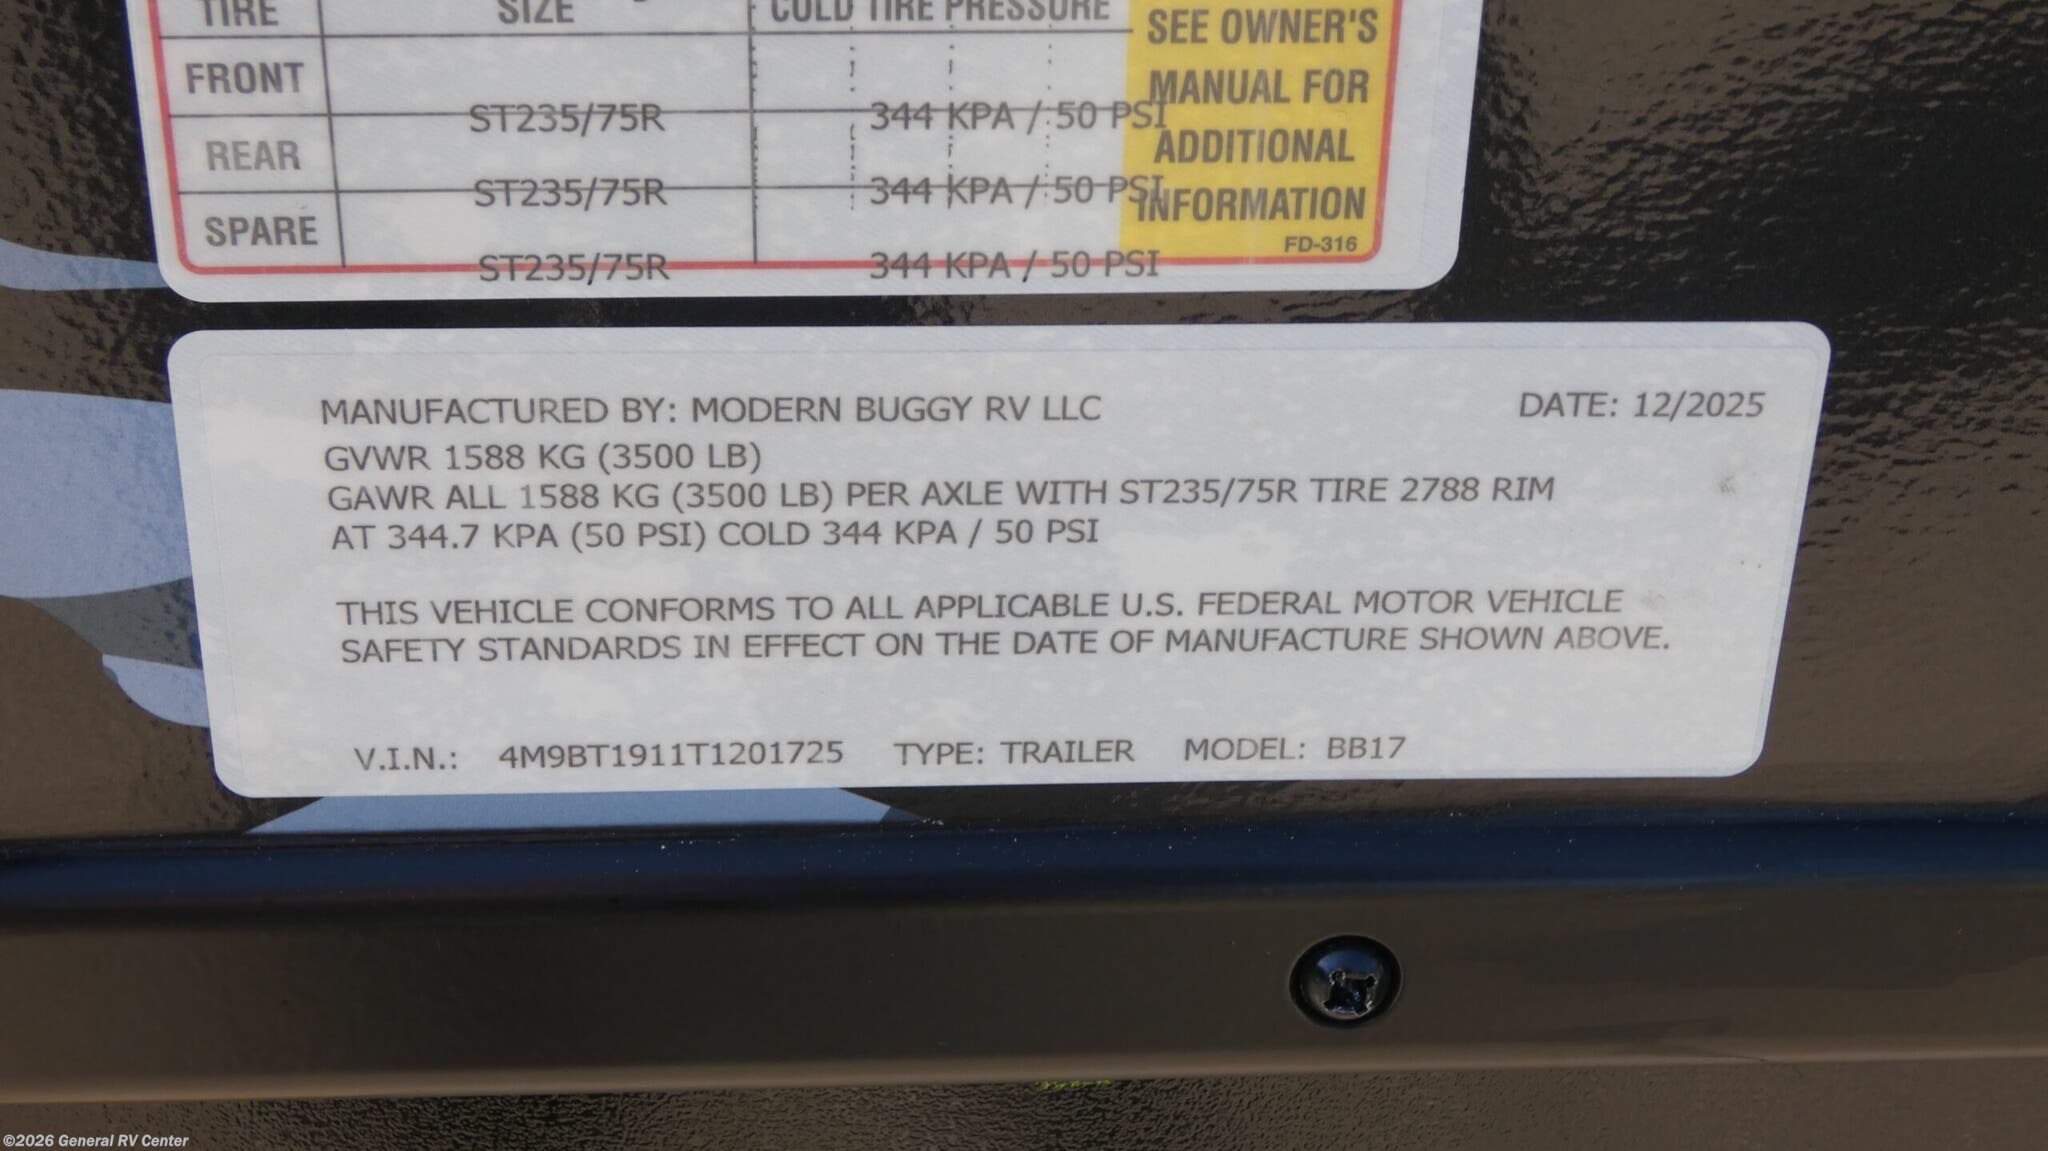 TIRE SIZE COLD TIRE PRESSURE
SEE OWNER'S
MANUAL FOR
ADDITIONAL
INFORMATION
FD-316
FRONT ST235/75R 344 KPA / 50 PSI
REAR ST235/75R 344 KPA / 50 PSI
SPARE ST235/75R 344 KPA / 50 PSI
MANUFACTURED BY: MODERN BUGGY RV LLC DATE: 12/2025
GVWR 1588 KG (3500 LB)
GAWR ALL 1588 KG (3500 LB) PER AXLE WITH ST235/75R TIRE 2788 RIM
AT 344.7 KPA (50 PSI) COLD 344 KPA / 50 PSI
THIS VEHICLE CONFORMS TO ALL APPLICABLE U.S. FEDERAL MOTOR VEHICLE
SAFETY STANDARDS IN EFFECT ON THE DATE OF MANUFACTURE SHOWN ABOVE.
V.I.N.: 4M9BT1911T1201725 TYPE: TRAILER MODEL: BB17
©2026 General RV Center